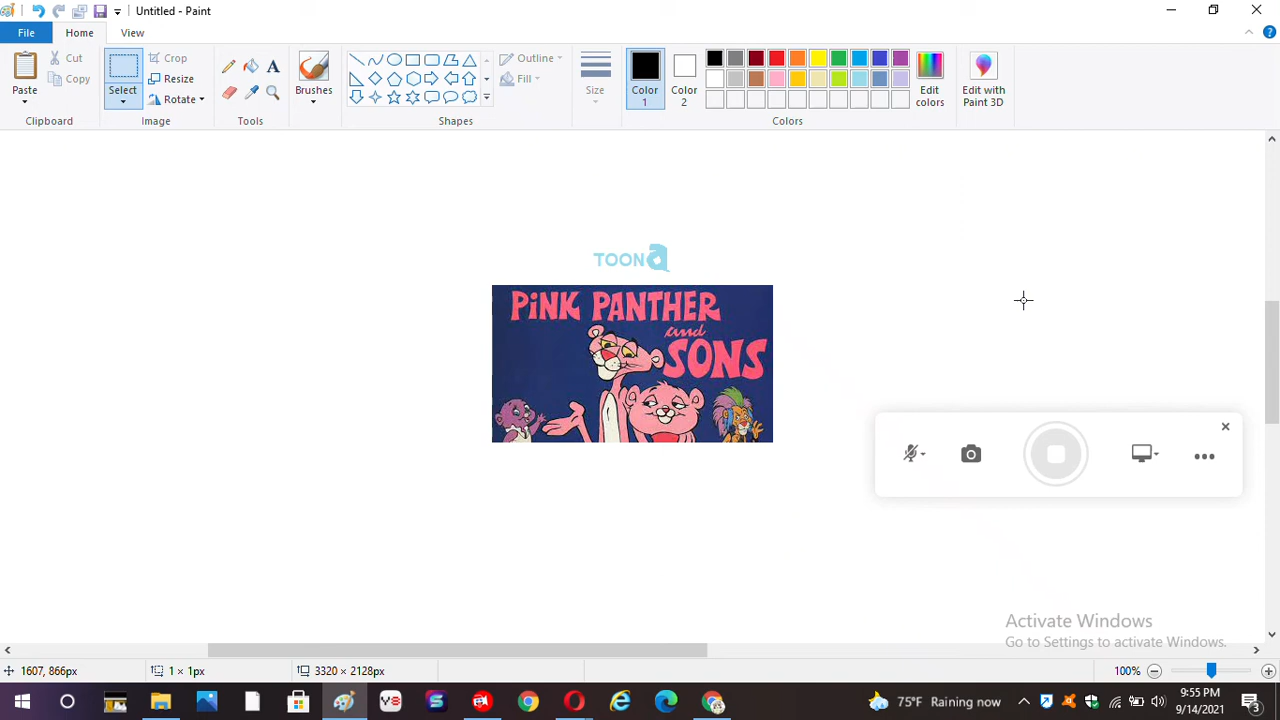 Untitled - Paint
File
Home
View
Paste
Cut
Copy
Clipboard
Select
Crop
Resize
Rotate
Image
A
Tools
Brushes
Shapes
Outline
Fill
Size
Color
1
Color
2
Colors
Edit
colors
Edit with
Paint 3D
TOONa
PiNK PANTHER
and
SONS
Activate Windows
Go to Settings to activate Windows.
1607, 866px
1 × 1px
3320 × 2128px
100%
75°F Raining now
9:55 PM
9/14/2021
3